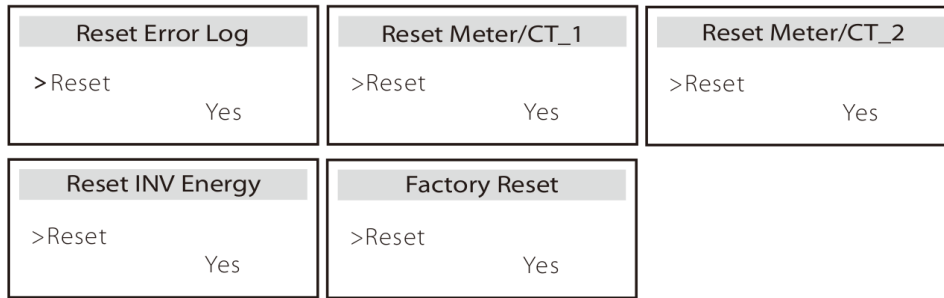 Reset Error Log
>Reset
Yes
Reset Meter/CT_1
>Reset
Yes
Reset Meter/CT_2
>Reset
Yes
Reset INV Energy
>Reset
Yes
Factory Reset
>Reset
Yes